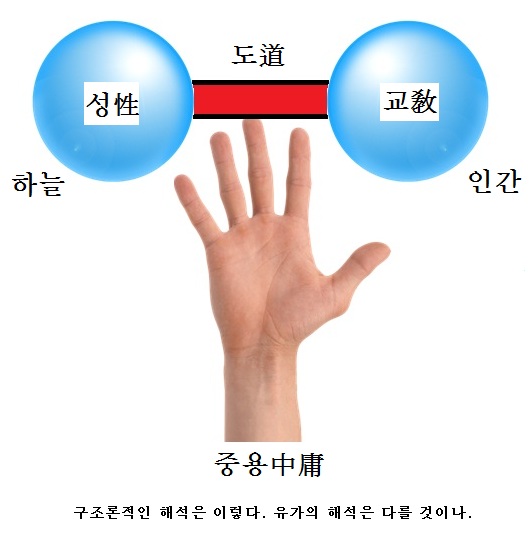 도道
성性
교敎
하늘
인간
중용中庸
구조론적인 해석은 이렇다. 유가의 해석은 다를 것이나.